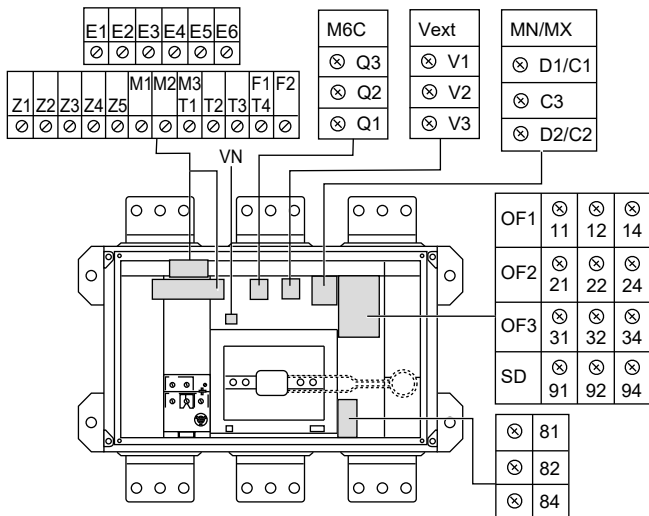 E1 E2 E3 E4 E5 E6
M1 M2 M3 F1 F2
Z1 Z2 Z3 Z4 Z5 T1 T2 T3 T4
VN
M6C
Q3
Q2
Q1
Vext
V1
V2
V3
MN/MX
D1/C1
C3
D2/C2
OF1 11 12 14
OF2 21 22 24
OF3 31 32 34
SD 91 92 94
81
82
84